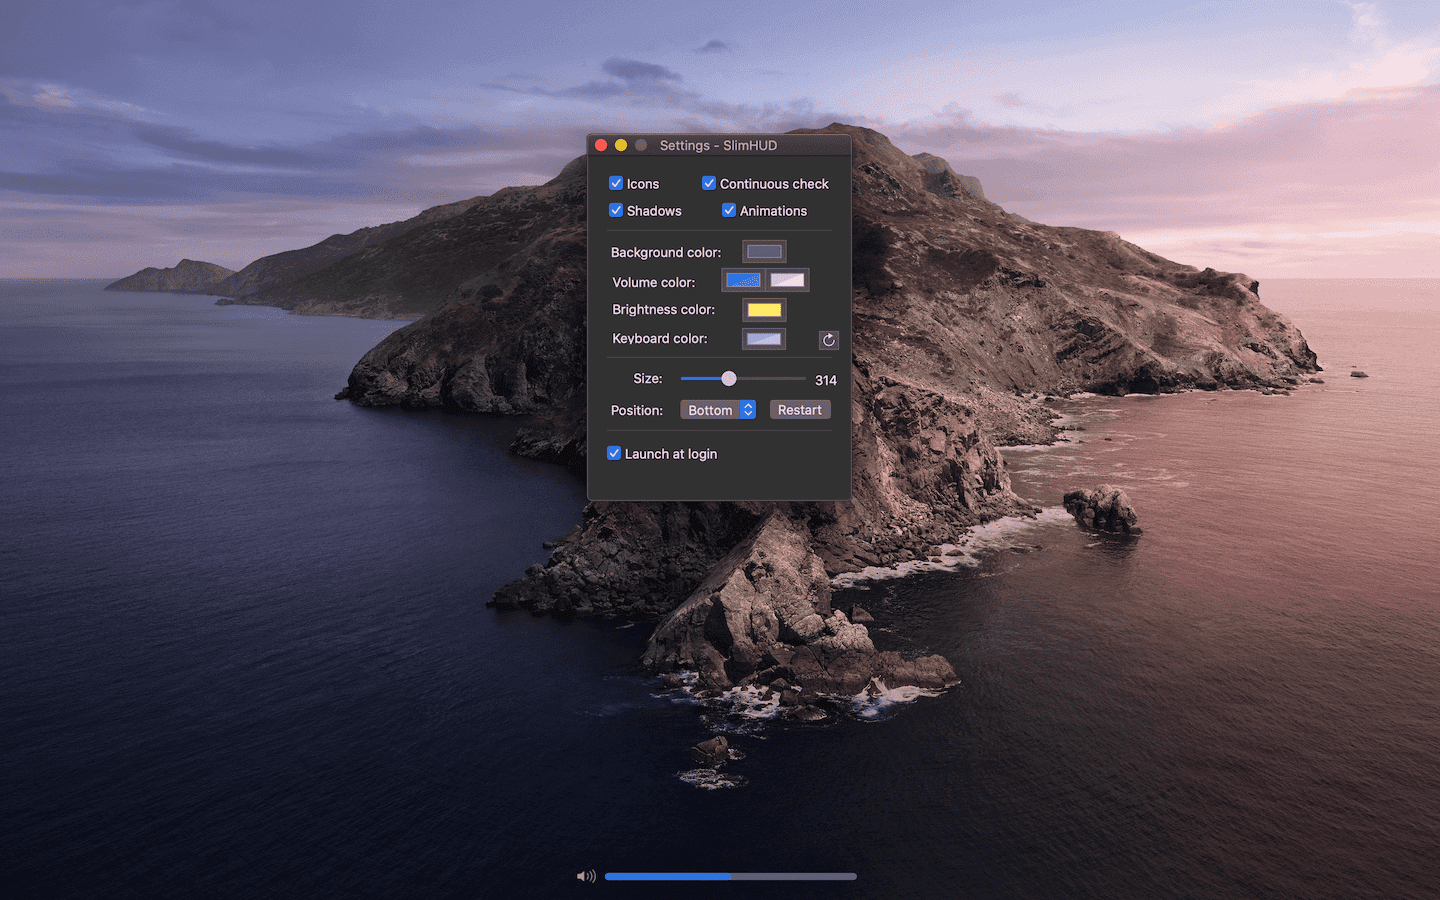 Settings - SlimHUD
Icons
Continuous check
Shadows
Animations
Background color:
Volume color:
Brightness color:
Keyboard color:
Size:
314
Position:
Bottom
Restart
Launch at login